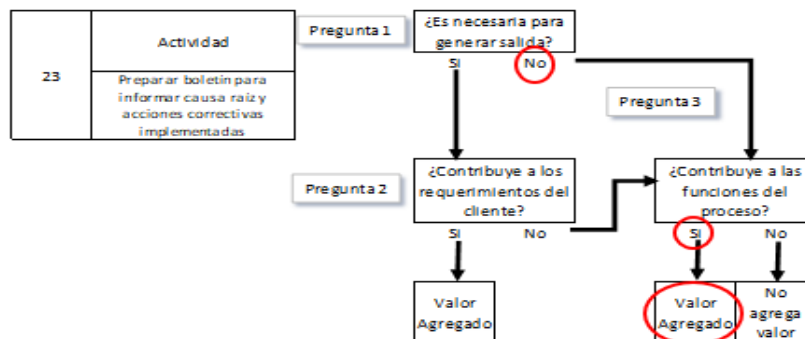 23
Actividad
Preparar boletín para
informar causa raíz y
acciones correctivas
implementadas
Pregunta 1
¿Es necesaria para
generar salida?
Si No
Pregunta 3
Pregunta 2
¿Contribuye a los
requerimientos del
cliente?
Si No
¿Contribuye a las
funciones del
proceso?
Si No
Valor
Agregado
Valor
Agregado
No
agrega
valor